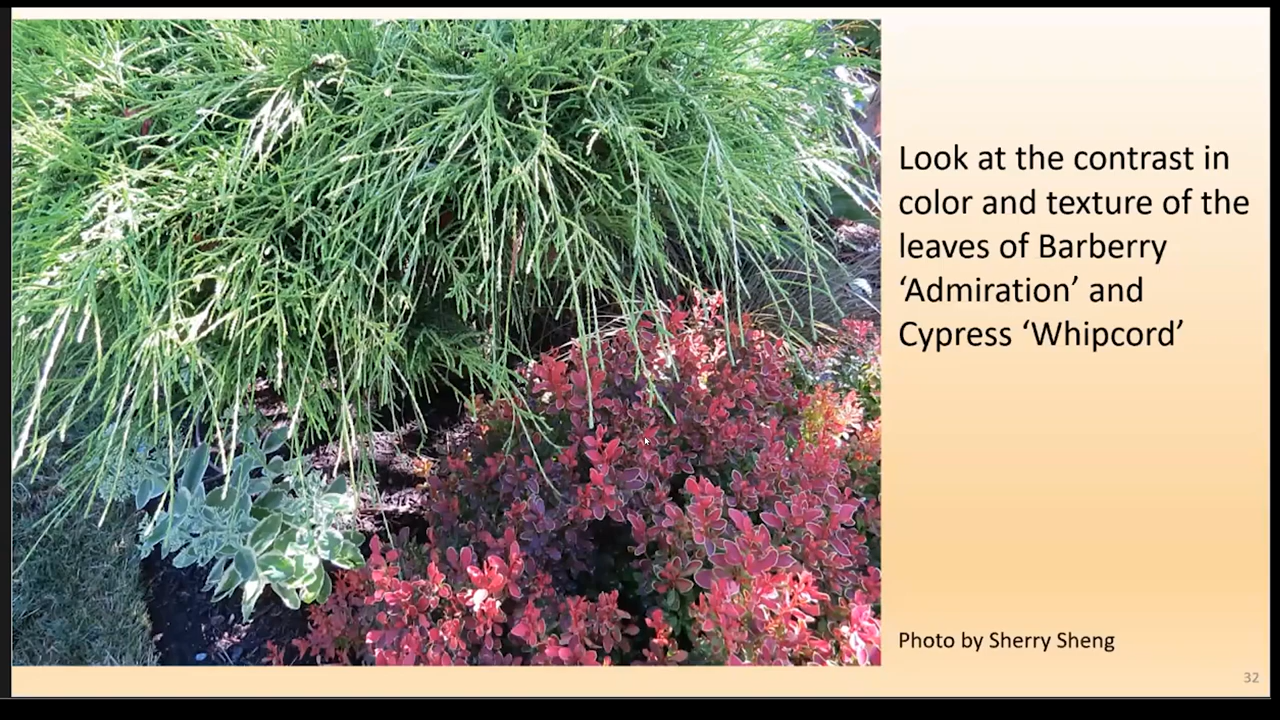 Look at the contrast in
color and texture of the
leaves of Barberry
‘Admiration’ and
Cypress ‘Whipcord’
Photo by Sherry Sheng
32